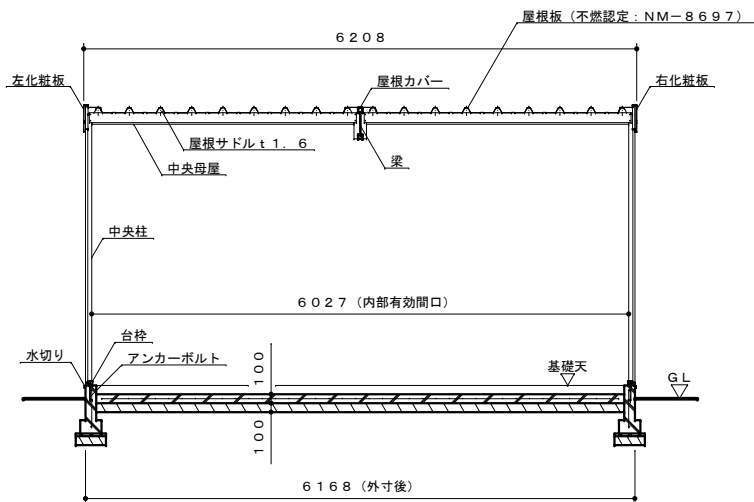 屋根板（不燃認定：ＮＭ－８６９７）
６２０８
左化粧板
屋根カバー
右化粧板
屋根サドルｔ１．６
梁
中央母屋
中央柱
６０２７（内部有効間口）
台枠
水切り
アンカーボルト
１００
基礎天
ＧＬ
１００
６１６８（外寸後）